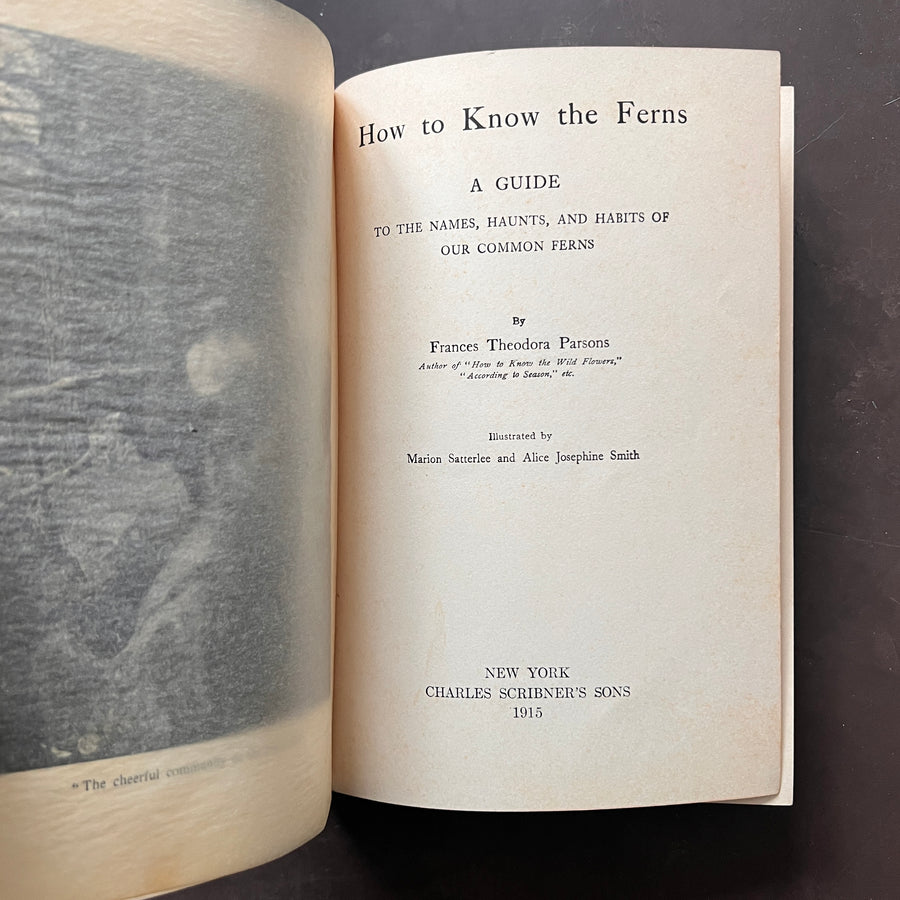 "The cheerful community
How to Know the Ferns
A GUIDE
TO THE NAMES, HAUNTS, AND HABITS OF
OUR COMMON FERNS
By
Frances Theodora Parsons
Author of "How to Know the Wild Flowers,"
"According to Season," etc.
Illustrated by
Marion Satterlee and Alice Josephine Smith
NEW YORK
CHARLES SCRIBNER'S SONS
1915